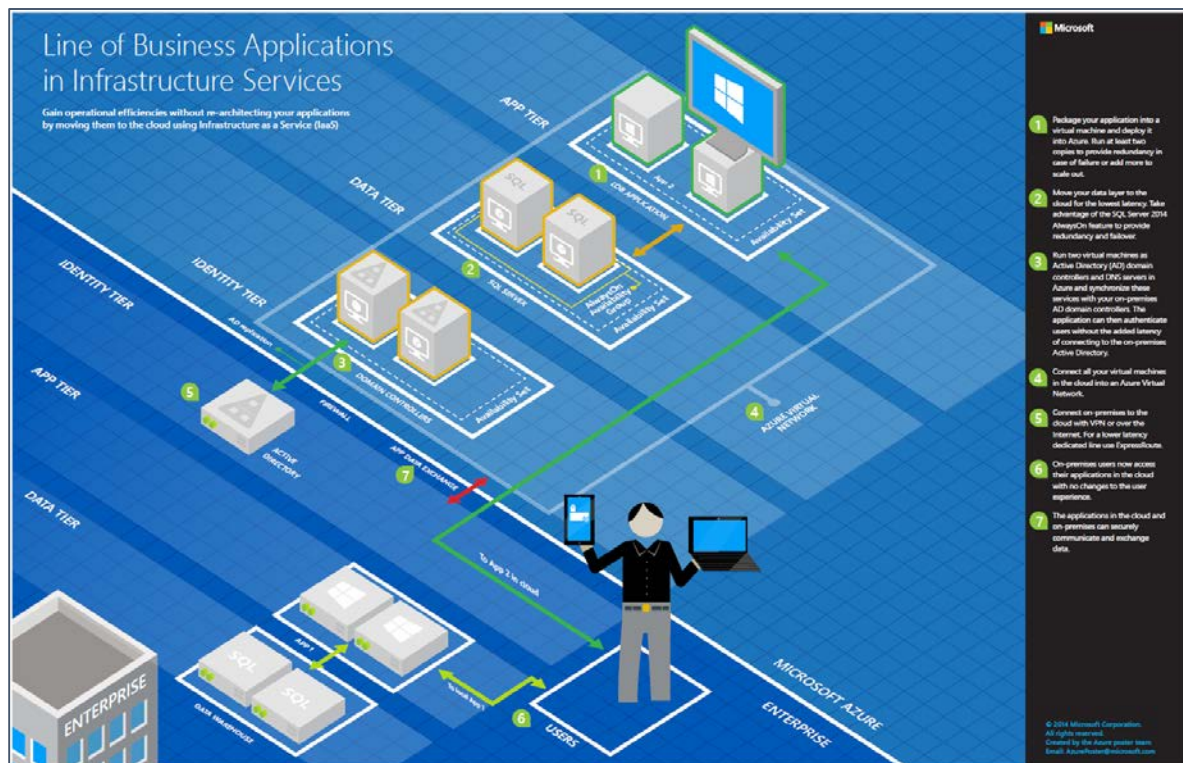 Line of Business Applications
in Infrastructure Services
Gain operational efficiencies without re-architecting your applications
by moving them to the cloud using Infrastructure as a Service (IaaS)
APP TIER
DATA TIER
IDENTITY TIER
IDENTITY TIER
APP TIER
DATA TIER
App 2
1
LOB APPLICATION
Availability Set
SQL
SQL
2
SQL SERVER
AlwaysOn
Availability
Group
Availability Set
AD replication
3
DOMAIN CONTROLLERS
Availability Set
5
ACTIVE
DIRECTORY
FIREWALL
4
AZURE VIRTUAL
NETWORK
7
APP DATA EXCHANGE
To App 2 in cloud
APP 1
SQL
SQL
DATA WAREHOUSE
To local App 1
6
USERS
ENTERPRISE
MICROSOFT AZURE
ENTERPRISE
Microsoft
1 Package your application into a
virtual machine and deploy it
into Azure. Run at least two
copies to provide redundancy in
case of failure or add more to
scale out.
2 Move your data layer to the
cloud for the lowest latency. Take
advantage of the SQL Server 2014
AlwaysOn feature to provide
redundancy and failover.
3 Run two virtual machines as
Active Directory (AD) domain
controllers and DNS servers in
Azure and synchronize these
services with your on-premises
AD domain controllers. The
application can then authenticate
users without the added latency
of connecting to the on-premises
Active Directory.
4 Connect all your virtual machines
in the cloud into an Azure Virtual
Network.
5 Connect on-premises to the
cloud with VPN or over the
Internet. For a lower latency
dedicated line use ExpressRoute.
6 On-premises users now access
their applications in the cloud
with no changes to the user
experience.
7 The applications in the cloud and
on-premises can securely
communicate and exchange
data.
© 2014 Microsoft Corporation.
All rights reserved.
Created by the Azure poster team
Email: AzurePoster@microsoft.com